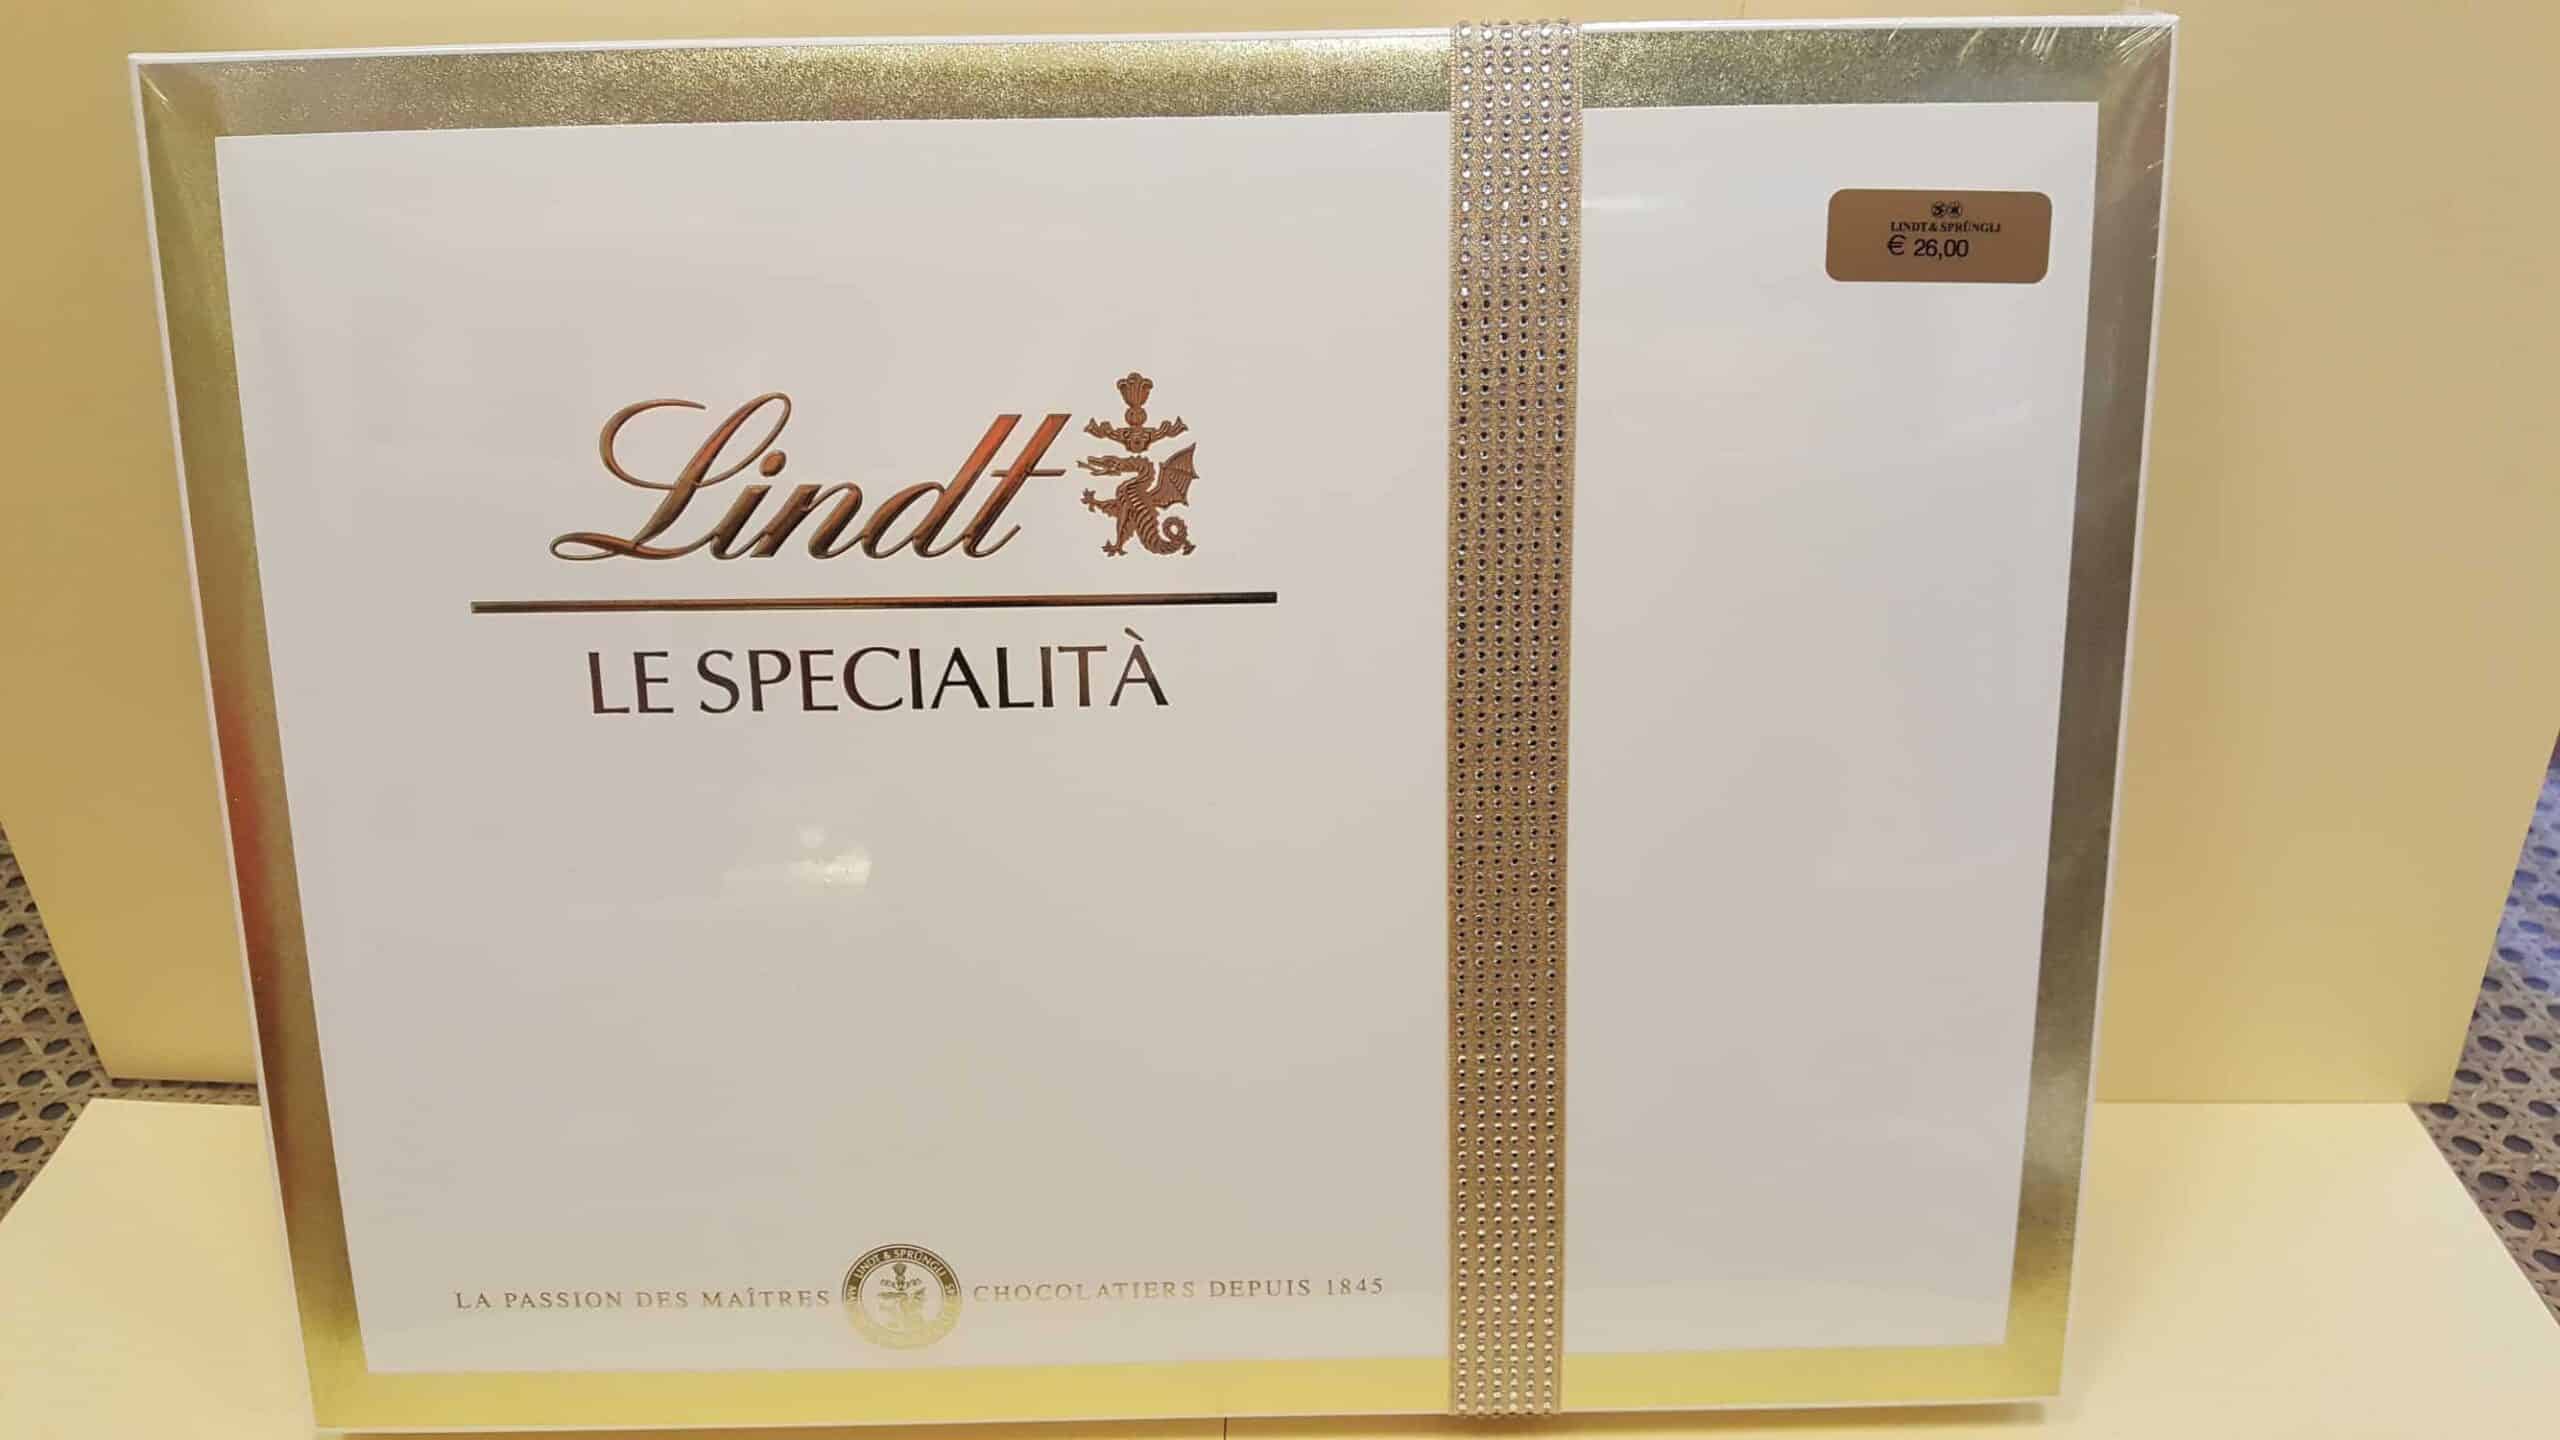 LINDT & SPRÜNGLI
€ 26,00
Lindt
LE SPECIALITÀ
LA PASSION DES MAÎTRES CHOCOLATIERS DEPUIS 1845
LINDT & SPRÜNGLI